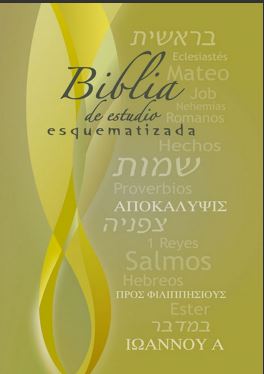 בראשית
Eclesiastés
Biblia
Mateo
Job
de estudio
Nehemías
Romanos
esquematizada
Hechos
שמות
Proverbios
ΑΠΟΚΑΛΥΨΙΣ
צפניה
1 Reyes
Salmos
Hebreos
ΠΡΟΣ ΦΙΛΙΠΠΗΣΙΟΥΣ
Ester
במדבר
ΙΩΑΝΝΟΥ Α